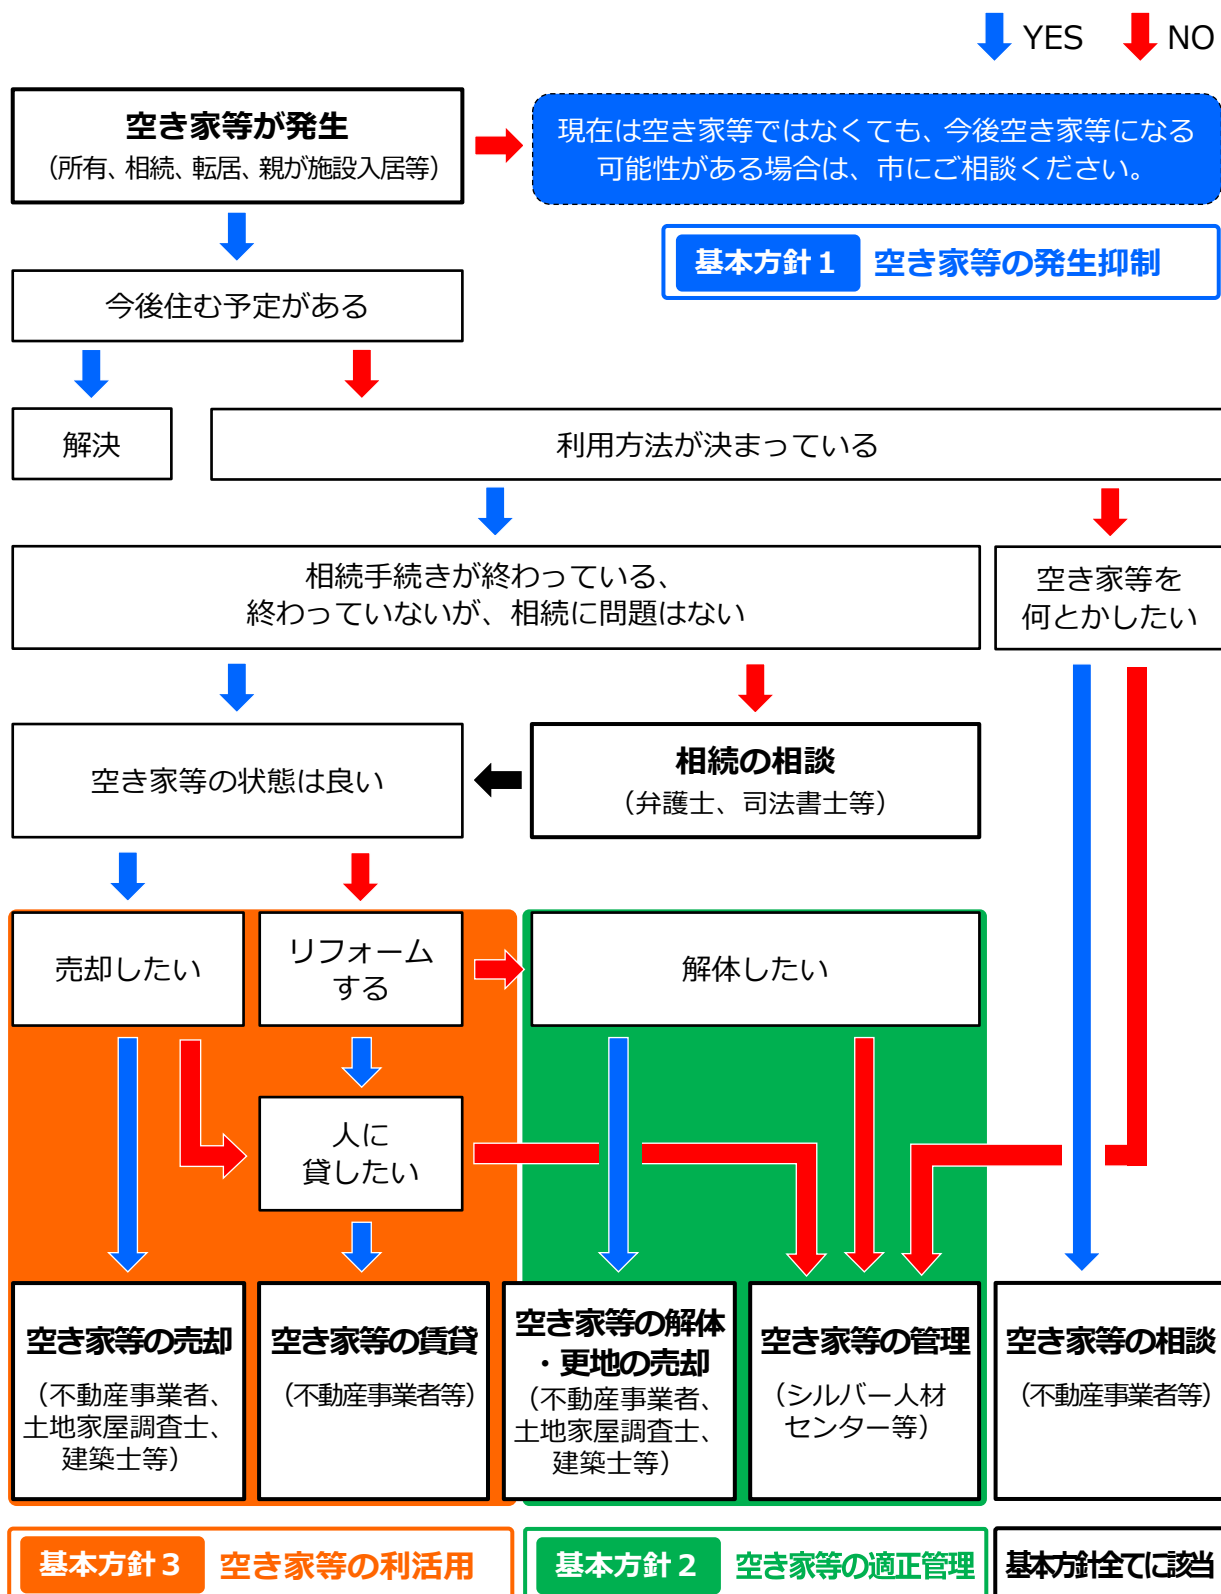 YES
NO
空き家等が発生
（所有、相続、転居、親が施設入居等）
現在は空き家等ではなくても、今後空き家等になる
可能性がある場合は、市にご相談ください。
基本方針１
空き家等の発生抑制
今後住む予定がある
解決
利用方法が決まっている
相続手続きが終わっている、
終わっていないが、相続に問題はない
空き家等を
何とかしたい
空き家等の状態は良い
相続の相談
（弁護士、司法書士等）
売却したい
リフォーム
する
解体したい
人に
貸したい
空き家等の売却
（不動産事業者、
土地家屋調査士、
建築士等）
空き家等の賃貸
（不動産事業者等）
空き家等の解体
・更地の売却
（不動産事業者、
土地家屋調査士、
建築士等）
空き家等の管理
（シルバー人材
センター等）
空き家等の相談
（不動産事業者等）
基本方針３
空き家等の利活用
基本方針２
空き家等の適正管理
基本方針全てに該当